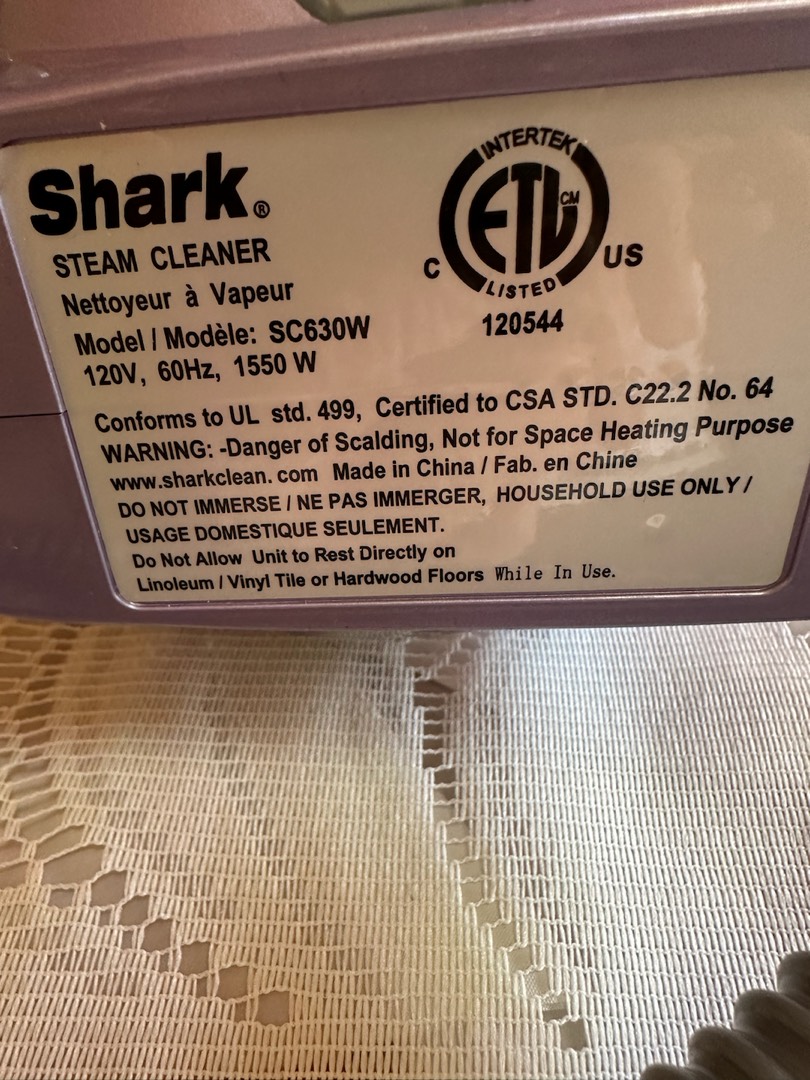 Shark®
STEAM CLEANER
Nettoyeur à Vapeur
Model / Modèle: SC630W
120V, 60Hz, 1550 W
INTERTEK
ETL CM
C US
LISTED
120544
Conforms to UL std. 499, Certified to CSA STD. C22.2 No. 64
WARNING: -Danger of Scalding, Not for Space Heating Purpose
www.sharkclean.com Made in China / Fab. en Chine
DO NOT IMMERSE / NE PAS IMMERGER, HOUSEHOLD USE ONLY /
USAGE DOMESTIQUE SEULEMENT.
Do Not Allow Unit to Rest Directly on
Linoleum / Vinyl Tile or Hardwood Floors While In Use.